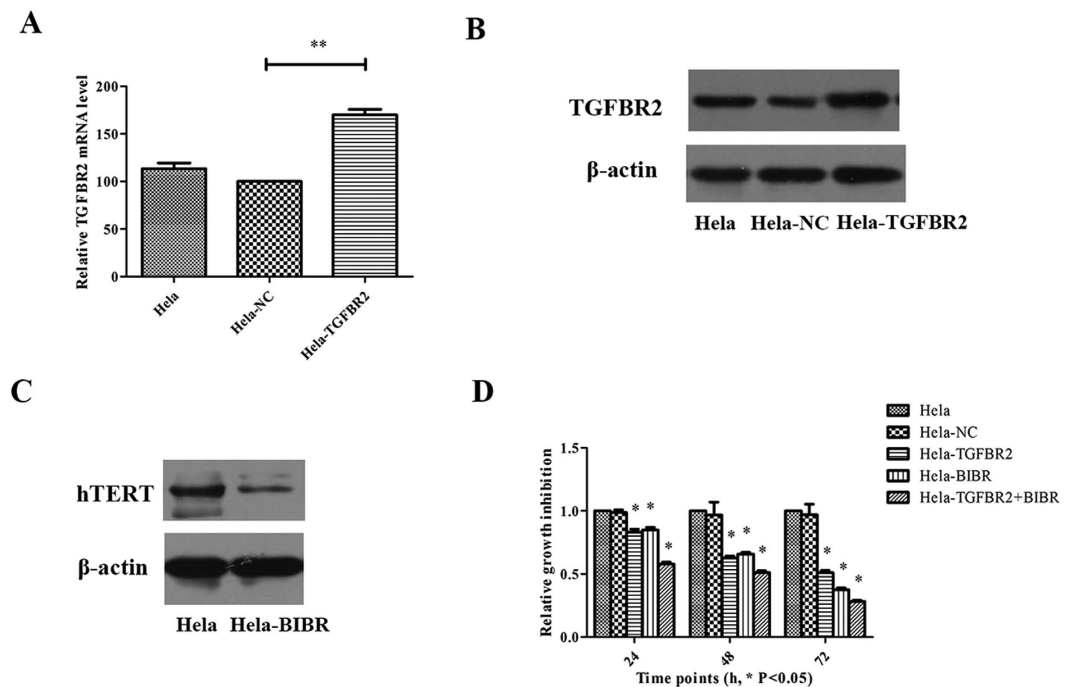 A
**
Relative TGFBR2 mRNA level
200
150
100
50
0
Hela
Hela-NC
Hela-TGFBR2
B
TGFBR2
β-actin
Hela Hela-NC Hela-TGFBR2
C
hTERT
β-actin
Hela Hela-BIBR
D
Hela
Hela-NC
Hela-TGFBR2
Hela-BIBR
Hela-TGFBR2+BIBR
Relative growth inhibition
1.5
1.0
0.5
0.0
* * *
* * *
* * *
24 48 72
Time points (h, * P<0.05)